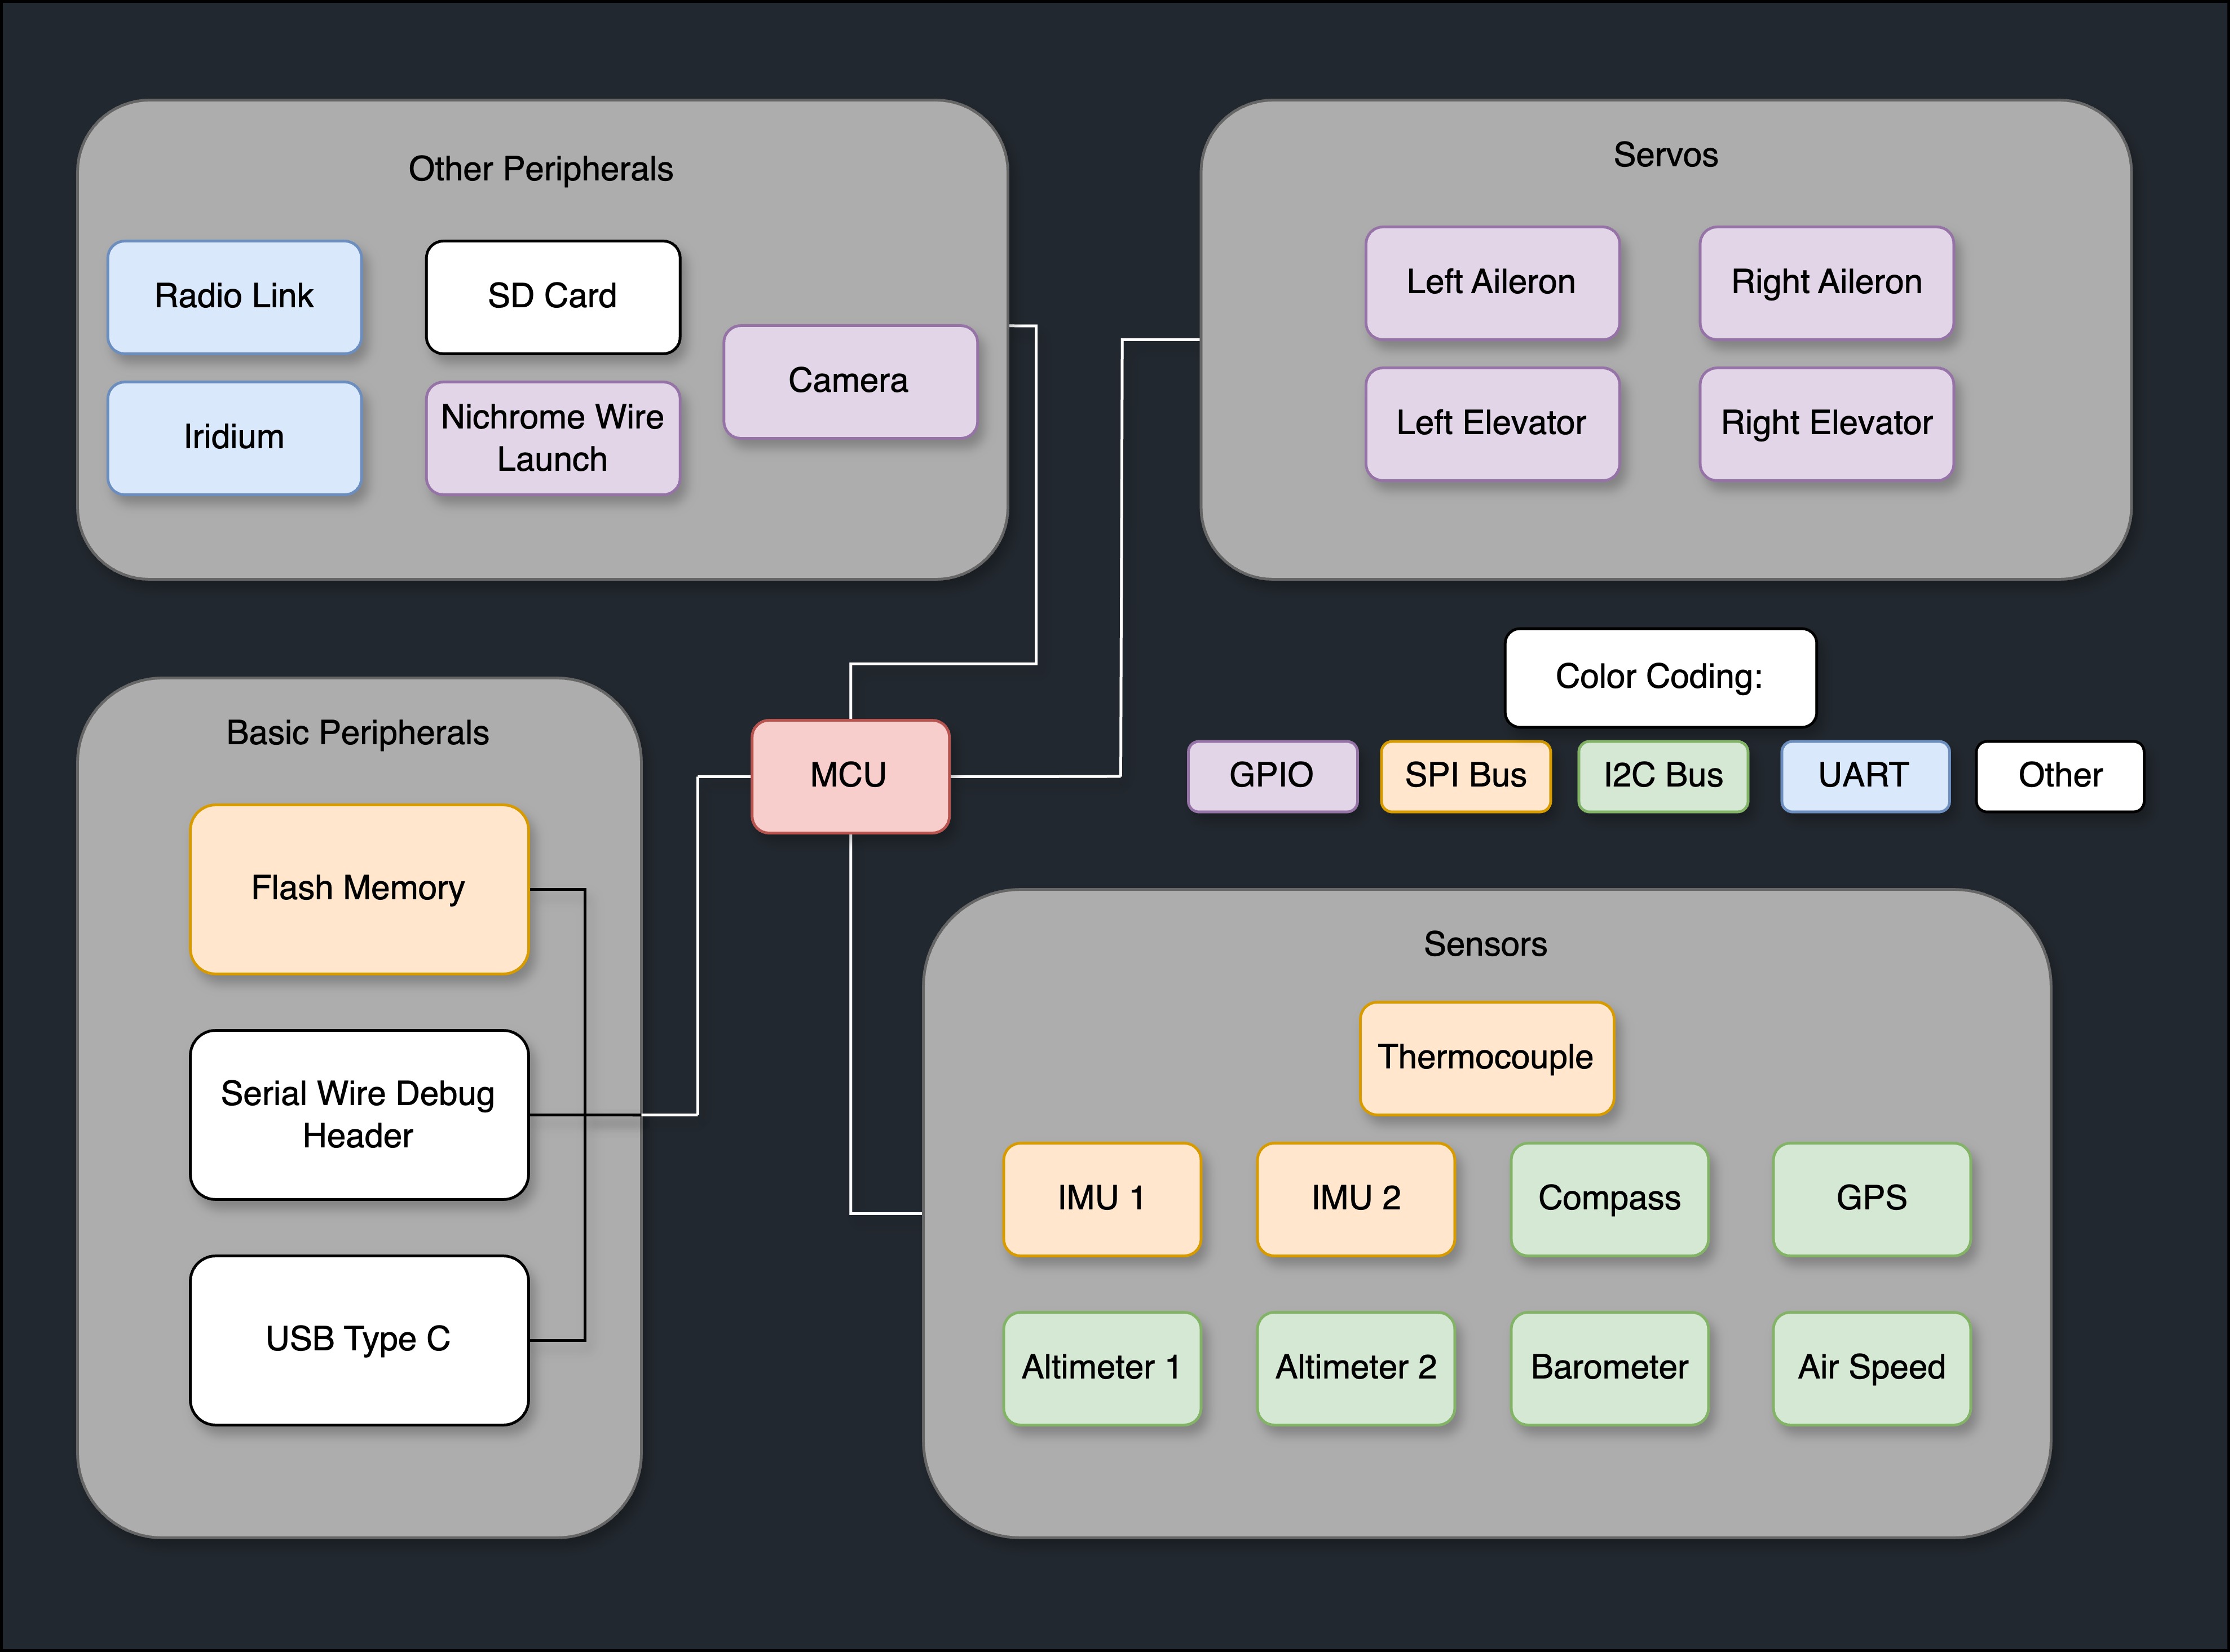 Other Peripherals
Radio Link
SD Card
Camera
Iridium
Nichrome Wire
Launch
Servos
Left Aileron
Right Aileron
Left Elevator
Right Elevator
Color Coding:
GPIO
SPI Bus
I2C Bus
UART
Other
MCU
Basic Peripherals
Flash Memory
Serial Wire Debug
Header
USB Type C
Sensors
Thermocouple
IMU 1
IMU 2
Compass
GPS
Altimeter 1
Altimeter 2
Barometer
Air Speed